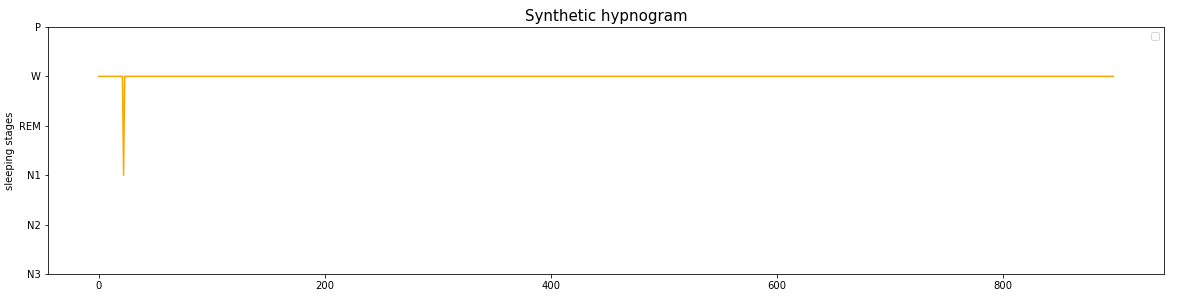 Synthetic hypnogram
P
W
REM
N1
N2
N3
sleeping stages
0 200 400 600 800